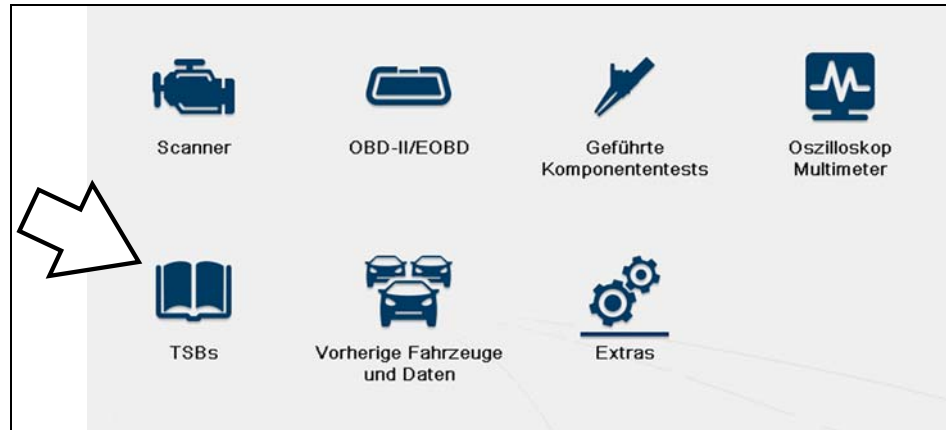 Scanner
OBD-II/EOBD
Geführte
Komponententests
Oszilloskop
Multimeter
TSBs
Vorherige Fahrzeuge
und Daten
Extras